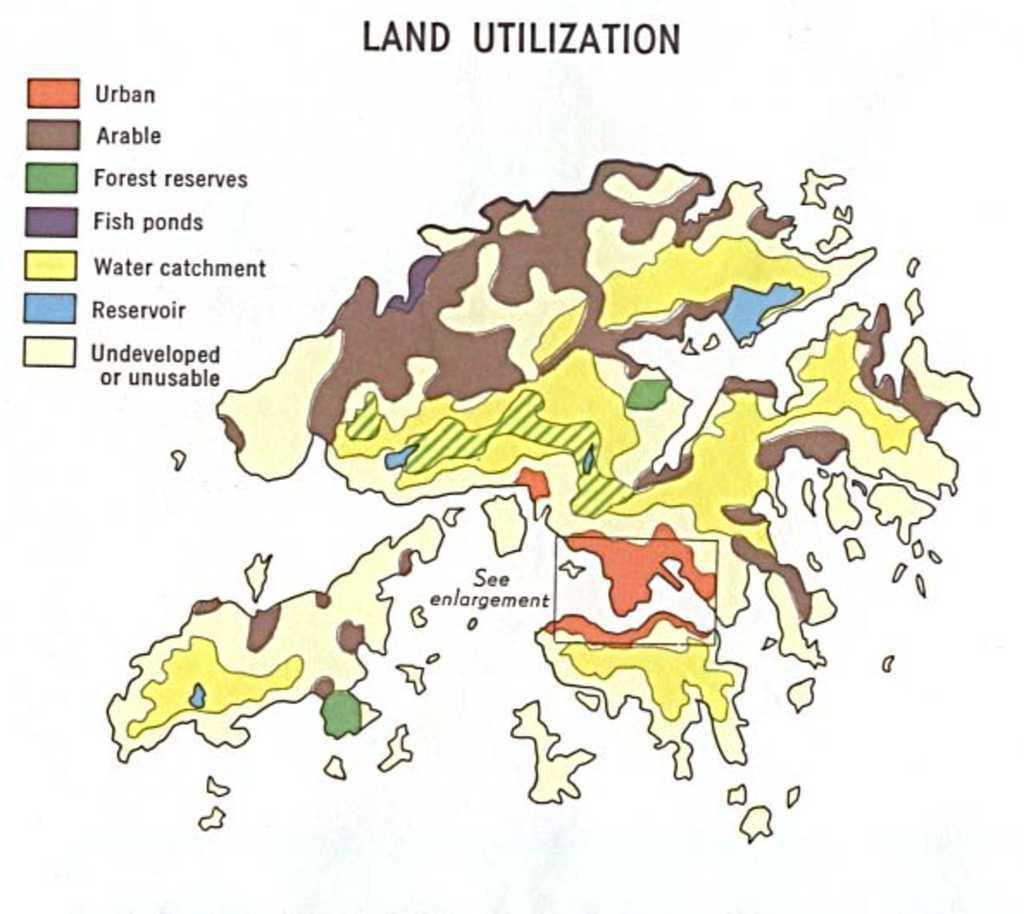 LAND UTILIZATION
Urban
Arable
Forest reserves
Fish ponds
Water catchment
Reservoir
Undeveloped
or unusable
See
enlargement